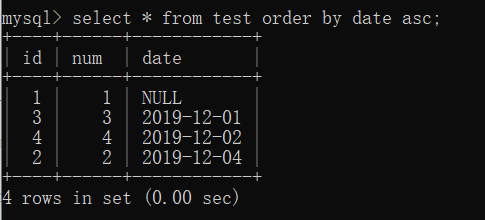 mysql> select * from test order by date asc;
+----+------+------------+
| id | num | date |
+----+------+------------+
| 1 | 1 | NULL |
| 3 | 3 | 2019-12-01 |
| 4 | 4 | 2019-12-02 |
| 2 | 2 | 2019-12-04 |
+----+------+------------+
4 rows in set (0.00 sec)